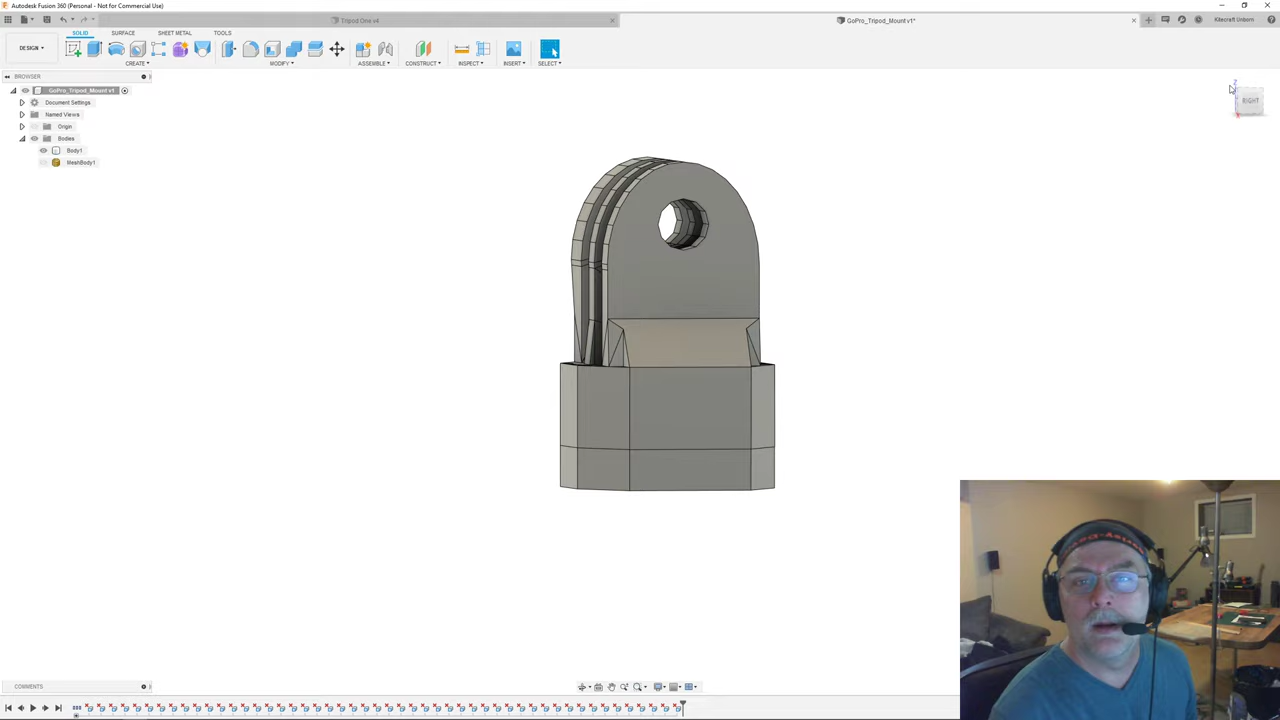 Autodesk Fusion 360 (Personal - Not for Commercial Use)
Tripod One v4
GoPro_Tripod_Mount v1*
Kitecraft Unborn
SOLID SURFACE SHEET METAL TOOLS
DESIGN
CREATE MODIFY ASSEMBLE CONSTRUCT INSPECT INSERT SELECT
BROWSER
GoPro_Tripod_Mount v1
Document Settings
Named Views
Origin
Bodies
Body1
MeshBody1
Z
RIGHT
COMMENTS